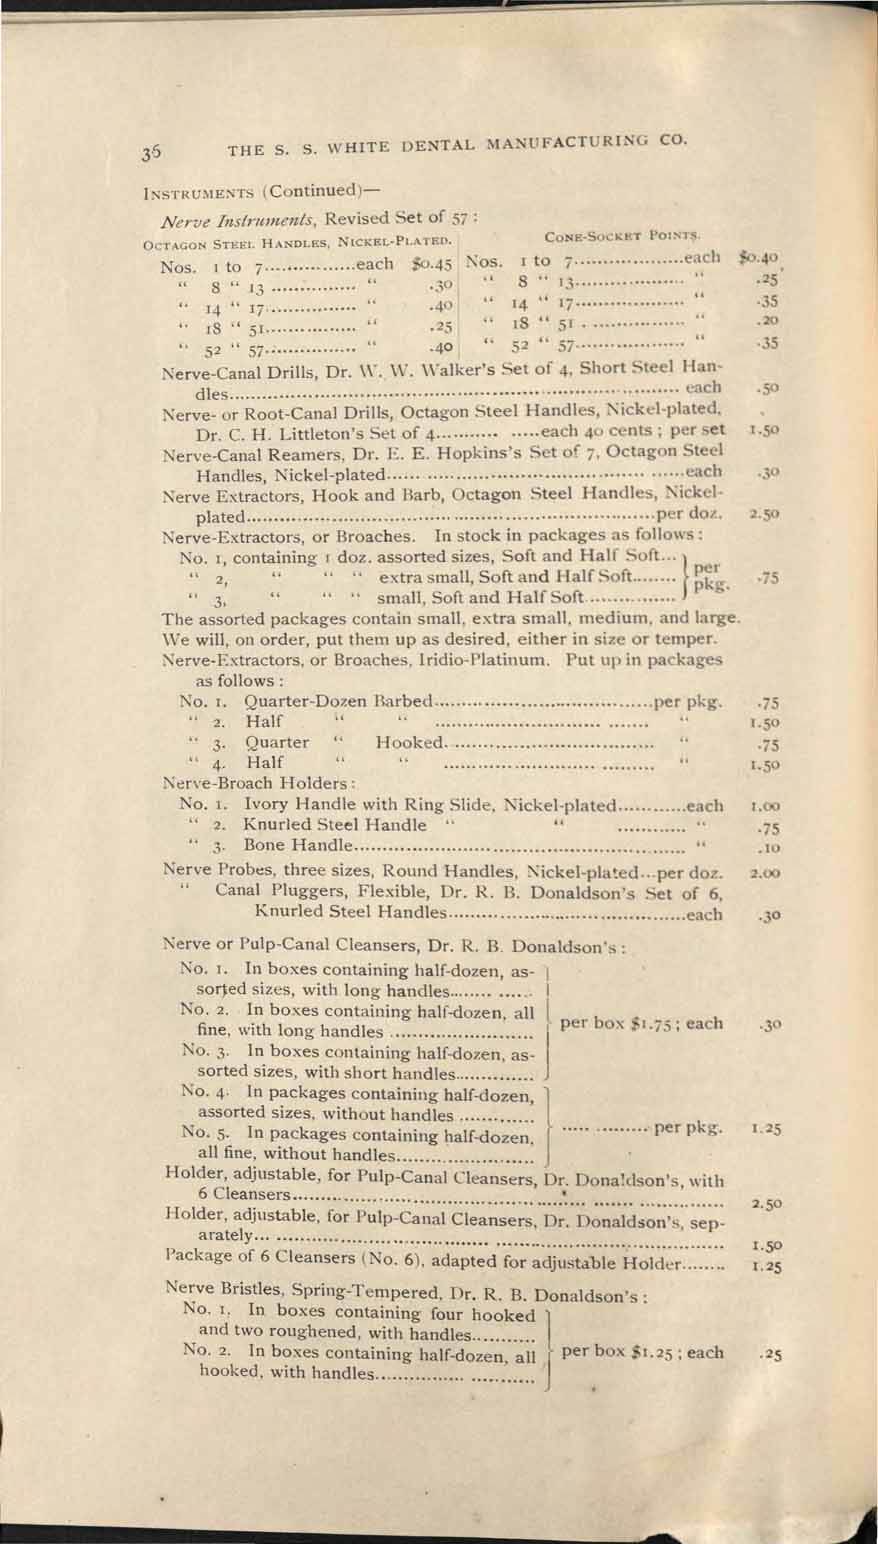 36 THE S. S. WHITE DENTAL MANUFACTURING CO.
INSTRUMENTS (Continued)—
Nerve Instruments, Revised Set of 57 :
OCTAGON STEEL HANDLES, NICKEL-PLATED.
Nos. 1 to 7................each $0.45
“ 8 “ 13 ............... “ .30
“ 14 “ 17................ “ .40
“ 18 “ 51................ “ .25
“ 52 “ 57................ “ .40
CONE-SOCKET POINTS.
Nos. 1 to 7....................each $0.40
“ 8 “ 13.................... “ .25
“ 14 “ 17.................... “ .35
“ 18 “ 51 . .................. “ .20
“ 52 “ 57.................... “ .35
Nerve-Canal Drills, Dr. W. W. Walker's Set of 4, Short Steel Han-
dles........................................................................ each .50
Nerve- or Root-Canal Drills, Octagon Steel Handles, Nickel-plated,
Dr. C. H. Littleton's Set of 4........... .....each 40 cents ; per set 1.50
Nerve-Canal Reamers, Dr. E. E. Hopkins's Set of 7, Octagon Steel
Handles, Nickel-plated...... ..............................................each .30
Nerve Extractors, Hook and Barb, Octagon Steel Handles, Nickel-
plated.....................................................................per doz. 2.50
Nerve-Extractors, or Broaches. In stock in packages as follows :
No. 1, containing 1 doz. assorted sizes, Soft and Half Soft...
“ 2, “ “ “ extra small, Soft and Half Soft........ } per pkg. .75
“ 3, “ “ “ small, Soft and Half Soft................
The assorted packages contain small, extra small, medium, and large.
We will, on order, put them up as desired, either in size or temper.
Nerve-Extractors, or Broaches, Iridio-Platinum. Put up in packages
as follows :
No. 1. Quarter-Dozen Barbed.....................................per pkg. .75
“ 2. Half “ “ ............................ ....... “ 1.50
“ 3. Quarter “ Hooked................................... “ .75
“ 4. Half “ “ .......................... ......... “ 1.50
Nerve-Broach Holders :
No. 1. Ivory Handle with Ring Slide, Nickel-plated............each 1.00
“ 2. Knurled Steel Handle “ “ ............ “ .75
“ 3. Bone Handle........................................................ “ .10
Nerve Probes, three sizes, Round Handles, Nickel-plated...per doz. 2.00
“ Canal Pluggers, Flexible, Dr. R. B. Donaldson's Set of 6,
Knurled Steel Handles........................................each .30
Nerve or Pulp-Canal Cleansers, Dr. R. B. Donaldson's :
No. 1. In boxes containing half-dozen, as-
sorted sizes, with long handles........ ......
No. 2. In boxes containing half-dozen, all
fine, with long handles ........................ } per box $1.75 ; each .30
No. 3. In boxes containing half-dozen, as-
sorted sizes, with short handles..............
No. 4. In packages containing half-dozen,
assorted sizes, without handles .............
No. 5. In packages containing half-dozen, } ..... .........per pkg. 1.25
all fine, without handles........................
Holder, adjustable, for Pulp-Canal Cleansers, Dr. Donaldson's, with
6 Cleansers.................................................... ....... ............... 2.50
Holder, adjustable, for Pulp-Canal Cleansers, Dr. Donaldson's, sep-
arately... ............................................................................ 1.50
Package of 6 Cleansers (No. 6), adapted for adjustable Holder........ 1.25
Nerve Bristles, Spring-Tempered, Dr. R. B. Donaldson's :
No. 1. In boxes containing four hooked
and two roughened, with handles...........
No. 2. In boxes containing half-dozen, all } per box $1.25 ; each .25
hooked, with handles................ ...........